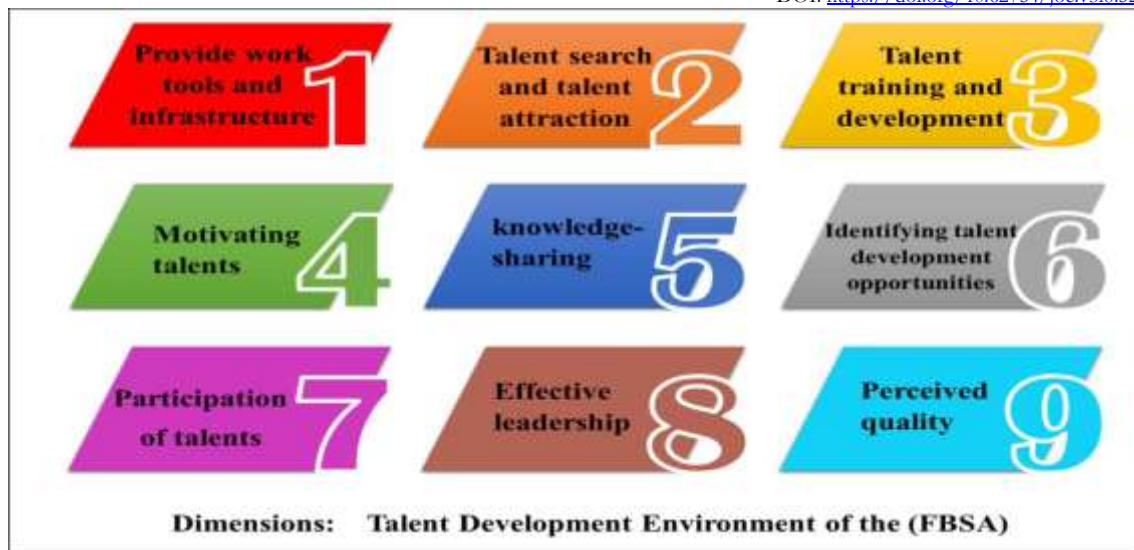 Provide work
tools and
infrastructure
1
Talent search
and talent
attraction
2
Talent
training and
development
3
Motivating
talents
4
knowledge-
sharing
5
Identifying talent
development
opportunities
6
Participation
of talents
7
Effective
leadership
8
Perceived
quality
9
Dimensions: Talent Development Environment of the (FBSA)